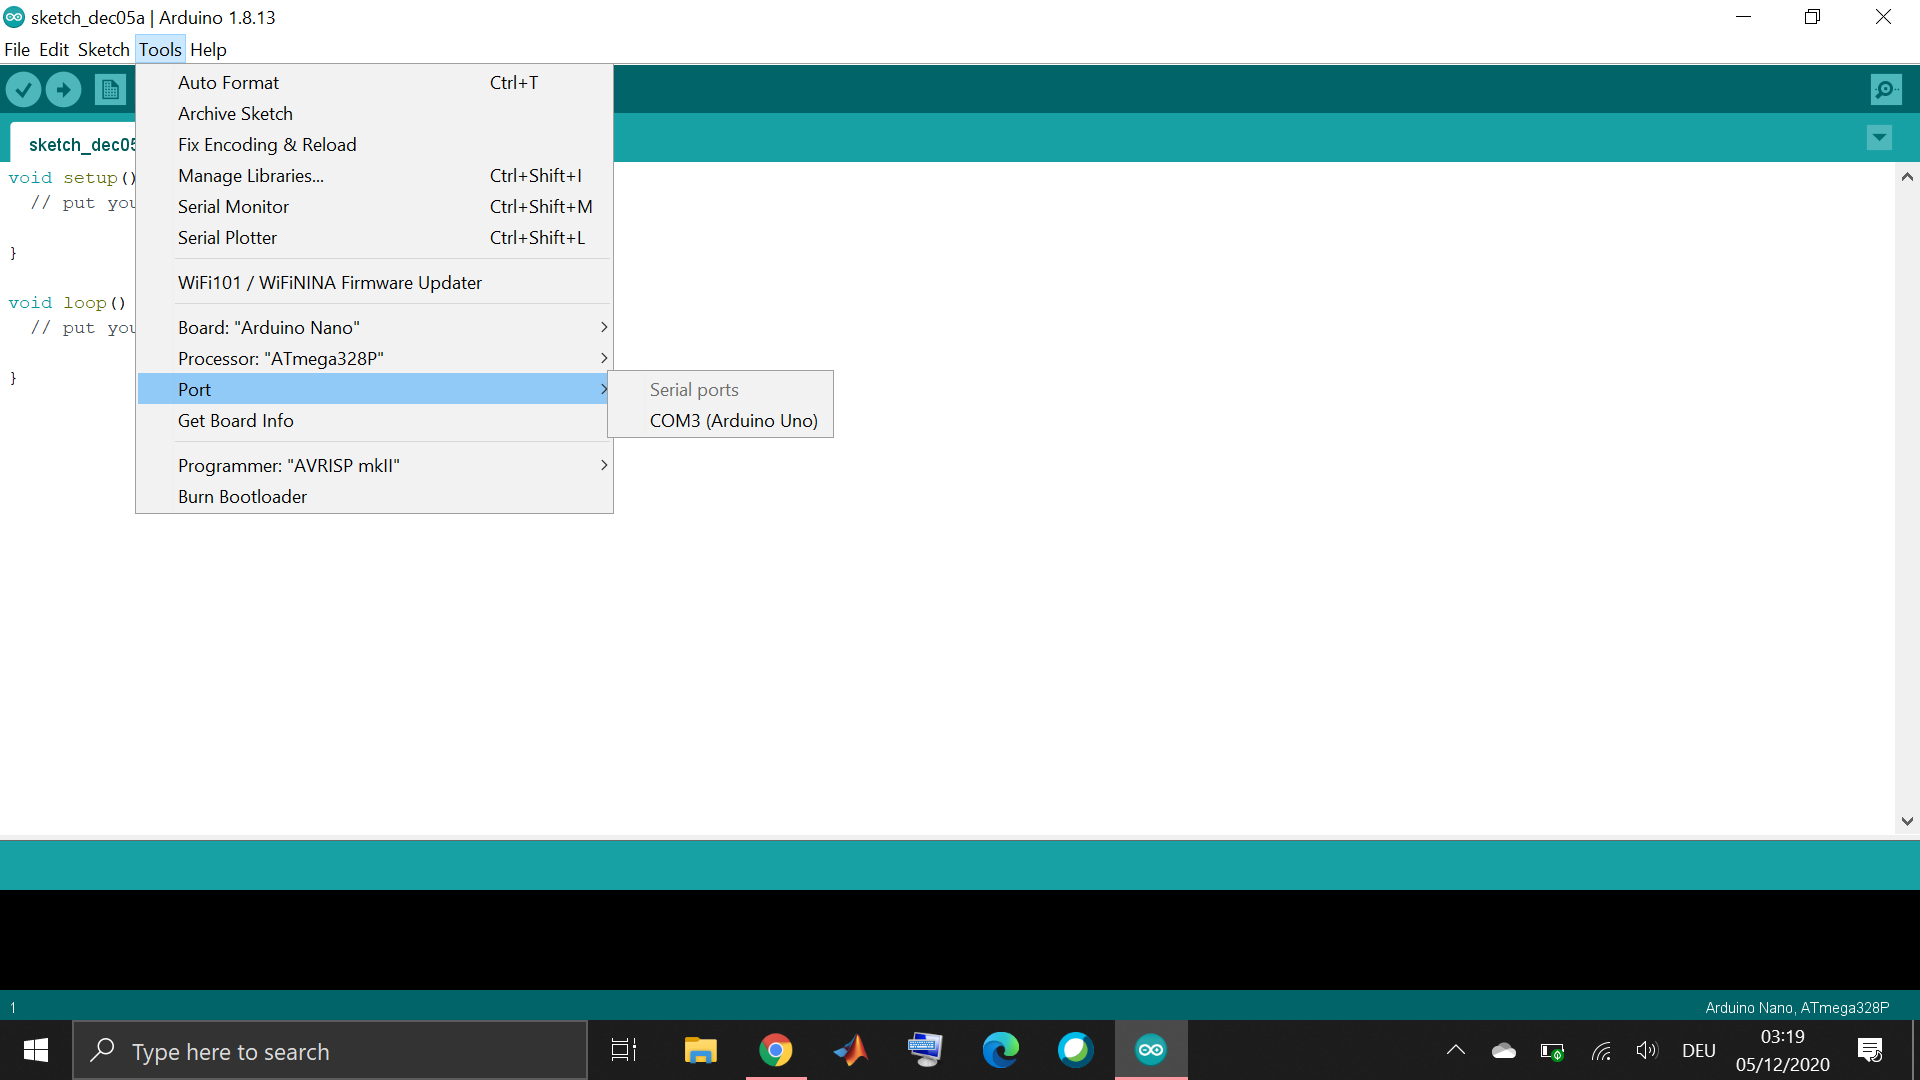 sketch_dec05a | Arduino 1.8.13
File Edit Sketch Tools Help
Auto Format Ctrl+T
Archive Sketch
Fix Encoding & Reload
Manage Libraries... Ctrl+Shift+I
Serial Monitor Ctrl+Shift+M
Serial Plotter Ctrl+Shift+L
WiFi101 / WiFiNINA Firmware Updater
Board: "Arduino Nano"
Processor: "ATmega328P"
Port
Get Board Info
Programmer: "AVRISP mkII"
Burn Bootloader
Serial ports
COM3 (Arduino Uno)
sketch_dec05
void setup()
// put you
}
void loop()
// put you
}
1
Arduino Nano, ATmega328P
Type here to search
DEU
03:19
05/12/2020